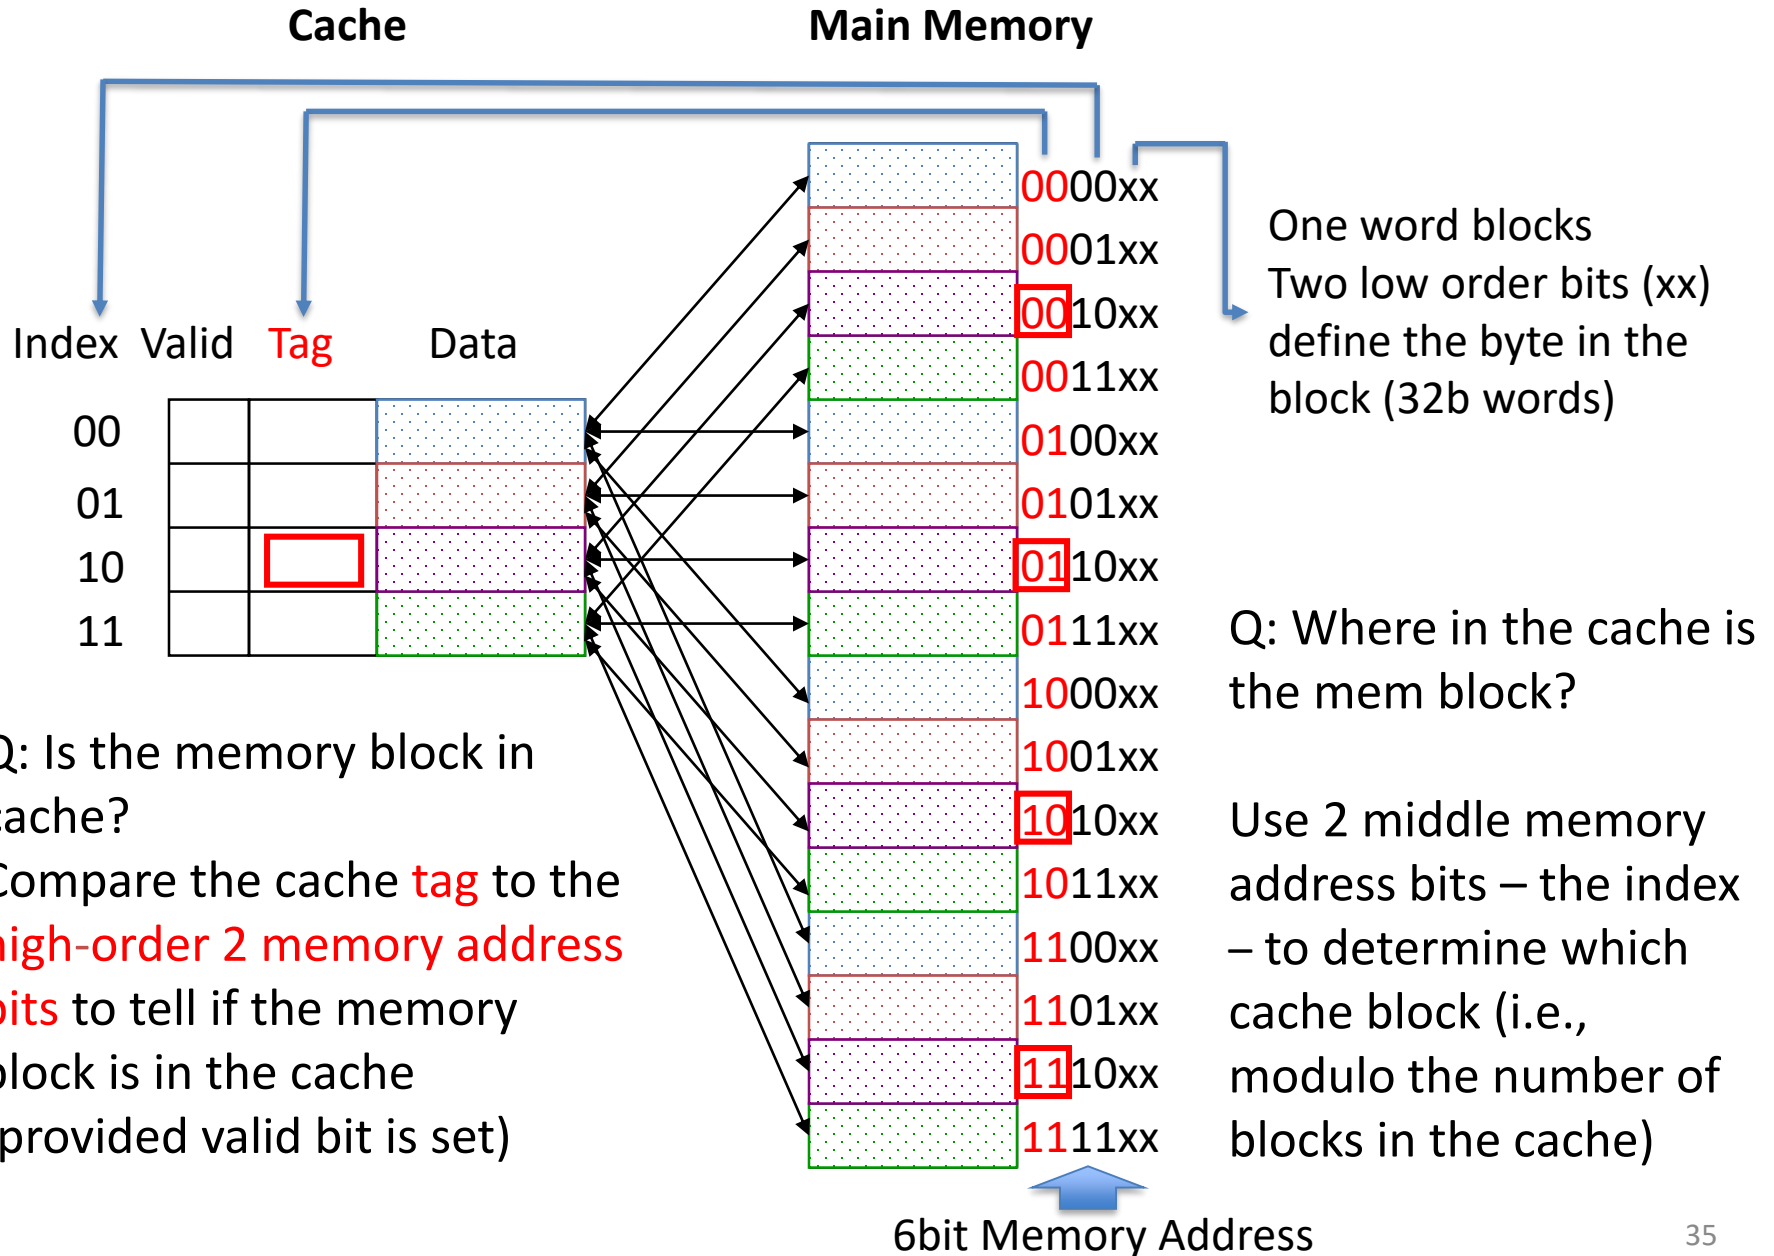 Cache
Main Memory
Index Valid Tag Data
00
01
10
11
0000xx
0001xx
0010xx
0011xx
0100xx
0101xx
0110xx
0111xx
1000xx
1001xx
1010xx
1011xx
1100xx
1101xx
1110xx
1111xx
6bit Memory Address
One word blocks
Two low order bits (xx)
define the byte in the
block (32b words)
Q: Where in the cache is
the mem block?
Use 2 middle memory
address bits – the index
– to determine which
cache block (i.e.,
modulo the number of
blocks in the cache)
Q: Is the memory block in
cache?
Compare the cache tag to the
high-order 2 memory address
bits to tell if the memory
block is in the cache
(provided valid bit is set)
35